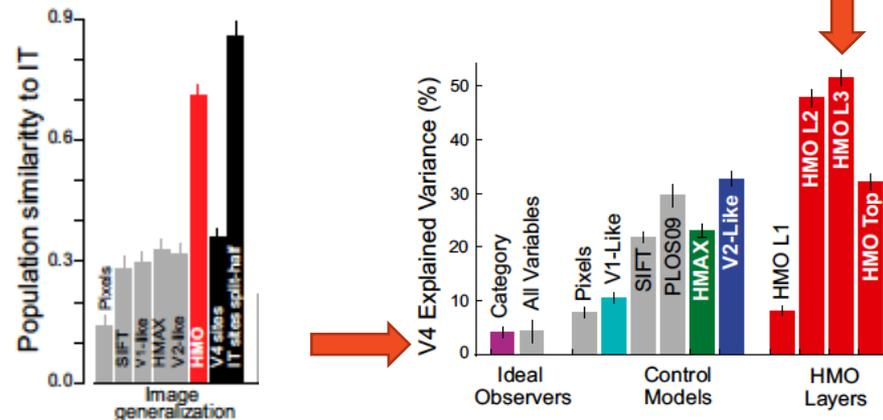 Population similaritty to IT
0.9
0.6
0.3
0.0
Pixels
SIFT
V1-like
HMAX
V2-like
HMO
V4 sites
IT sites split-half
Image
generalization
V4 Explained Variance (%)
50
40
30
20
10
0
Category
All Variables
Pixels
V1-Like
SIFT
PLOS09
HMAX
V2-Like
HMO L1
HMO L2
HMO L3
HMO Top
Ideal
Observers
Control
Models
HMO
Layers